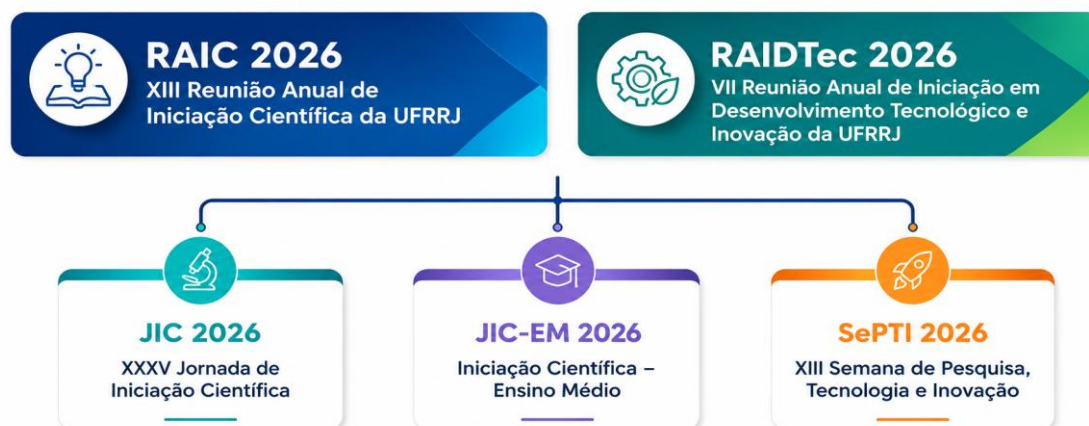 RAIC 2026
XIII Reunião Anual de
Iniciação Científica da UFRRJ
RAIDTec 2026
VII Reunião Anual de Iniciação em
Desenvolvimento Tecnológico e
Inovação da UFRRJ
JIC 2026
XXXV Jornada de
Iniciação Científica
JIC-EM 2026
Iniciação Científica –
Ensino Médio
SePTI 2026
XIII Semana de Pesquisa,
Tecnologia e Inovação